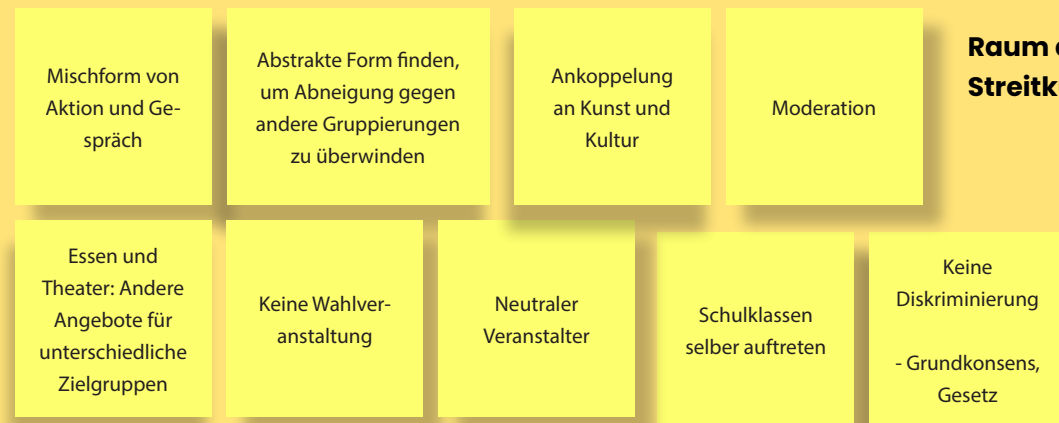 Mischform von
Aktion und Ge-
spräch
Abstrakte Form finden,
um Abneigung gegen
andere Gruppierungen
zu überwinden
Ankoppelung
an Kunst und
Kultur
Moderation
Raum
Essen und
Theater: Andere
Angebote für
unterschiedliche
Zielgruppen
Keine Wahlver-
anstaltung
Neutraler
Veranstalter
Schulklassen
selber auftreten
Keine
Diskriminierung
- Grundkonsens,
Gesetz